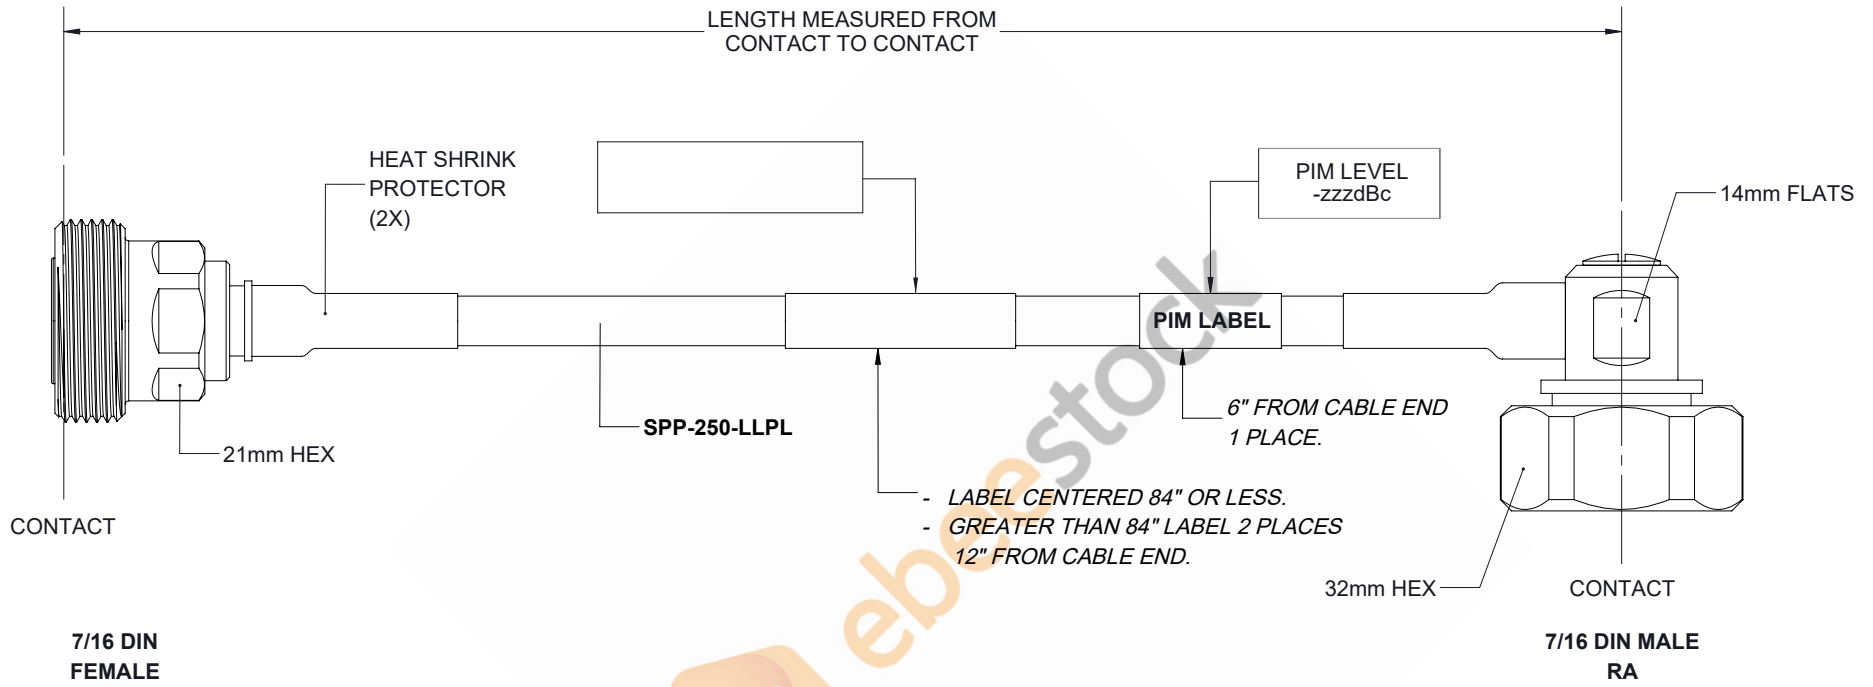 LENGTH MEASURED FROM
CONTACT TO CONTACT
HEAT SHRINK
PROTECTOR
(2X)
PIM LEVEL
-zzzdBc
14mm FLATS
PIM LABEL
6" FROM CABLE END
1 PLACE.
SPP-250-LLPL
21mm HEX
- LABEL CENTERED 84" OR LESS.
- GREATER THAN 84" LABEL 2 PLACES
12" FROM CABLE END.
CONTACT
32mm HEX
CONTACT
7/16 DIN
FEMALE
7/16 DIN MALE
RA
ebeestock